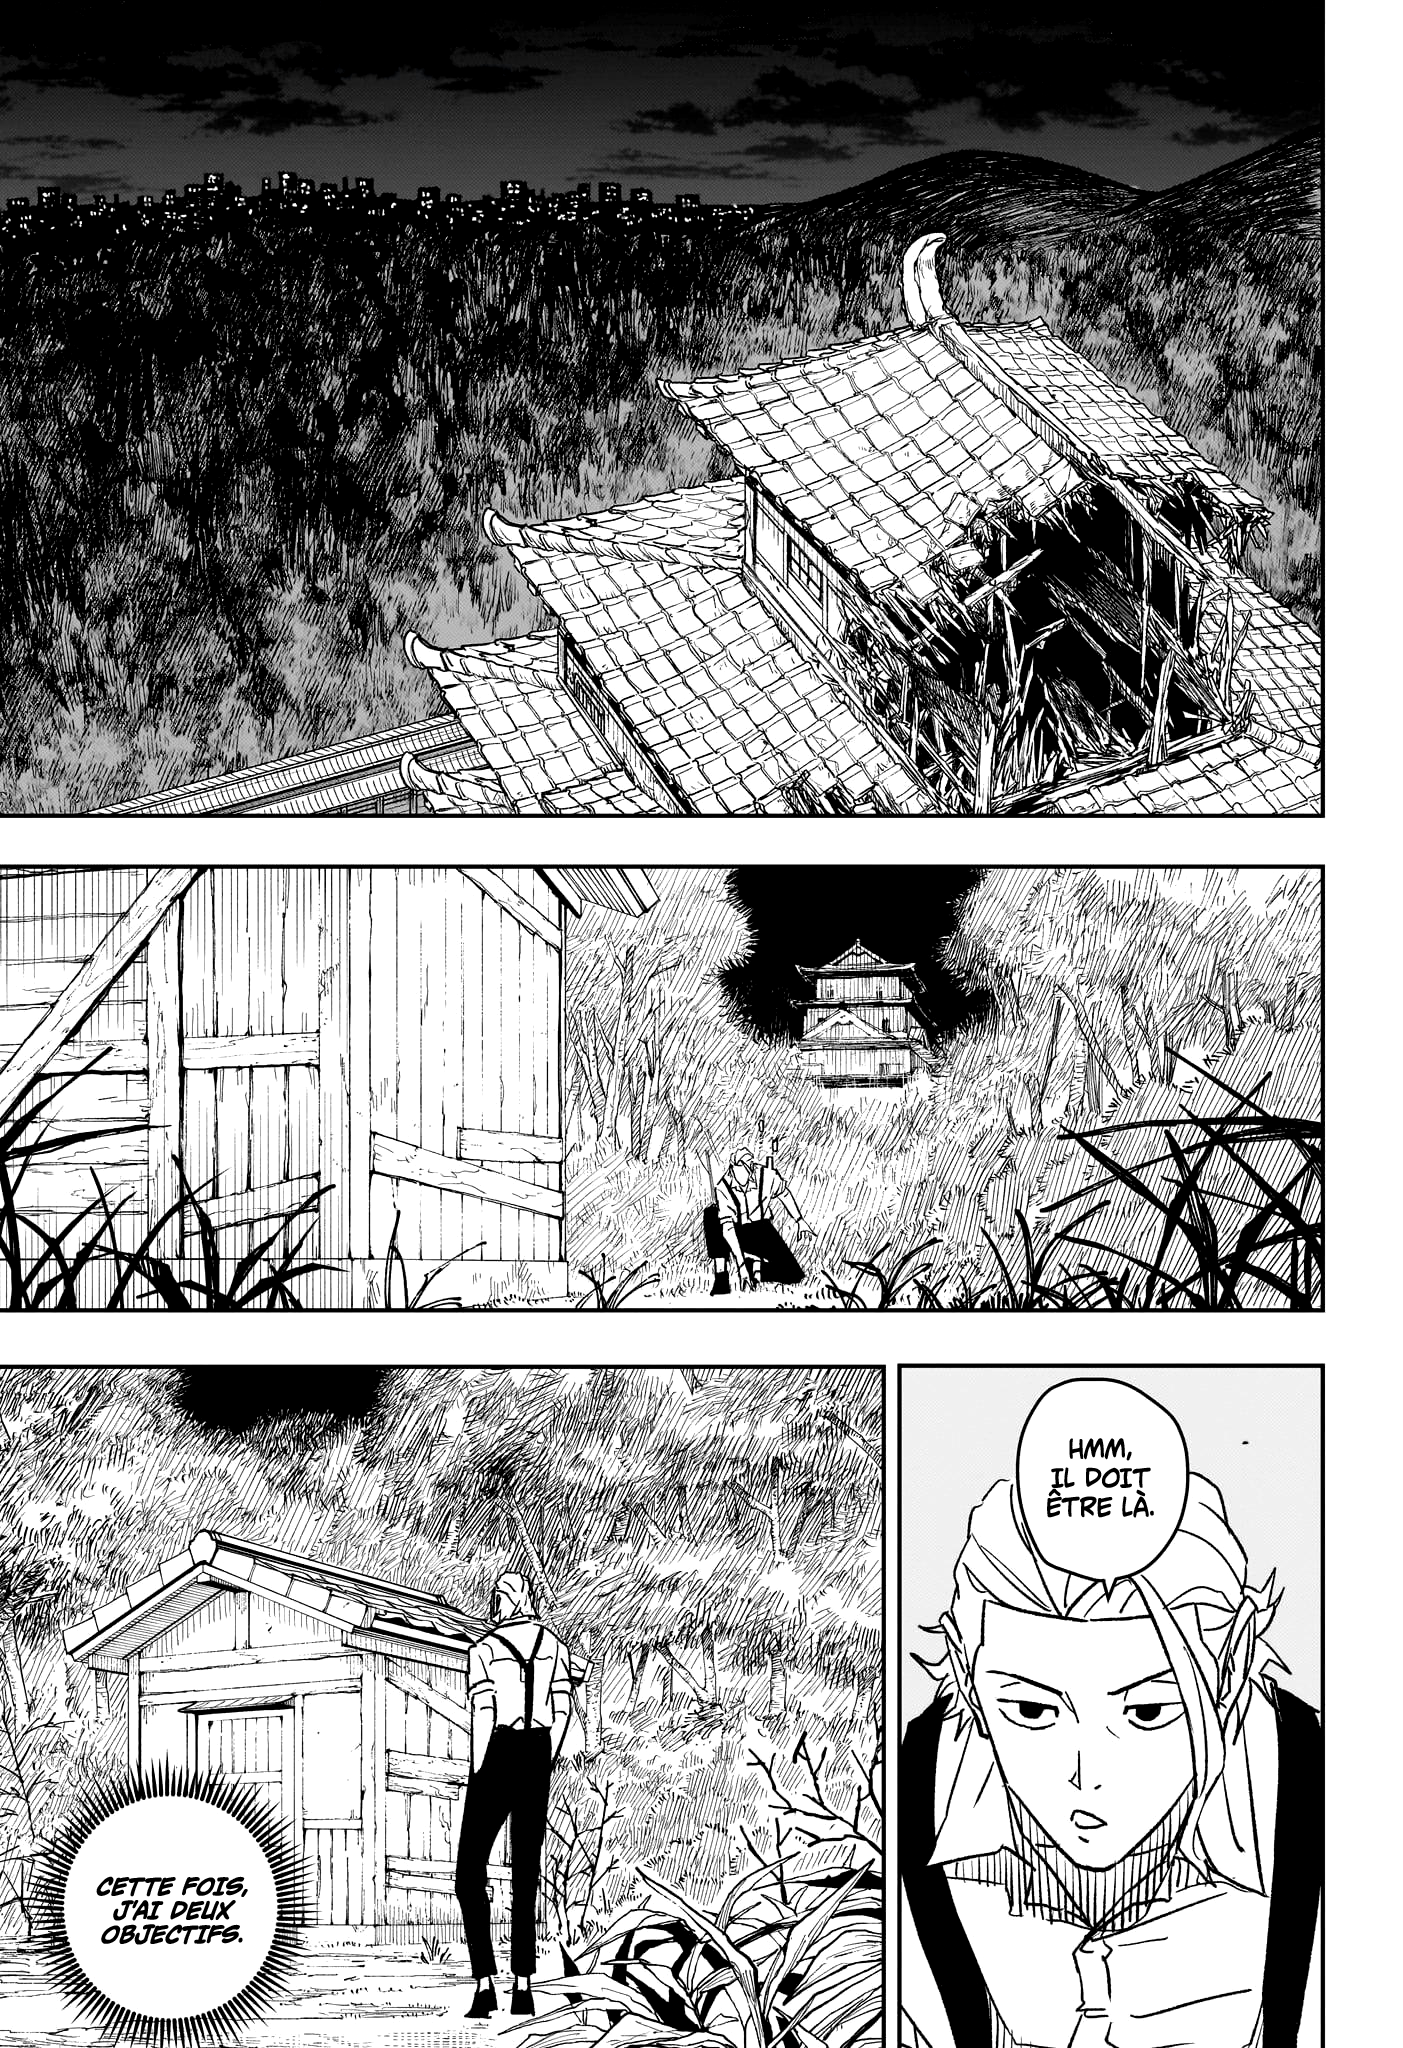 HMM,
IL DOIT
ÊTRE LÀ.
CETTE FOIS,
J'AI DEUX
OBJECTIFS.